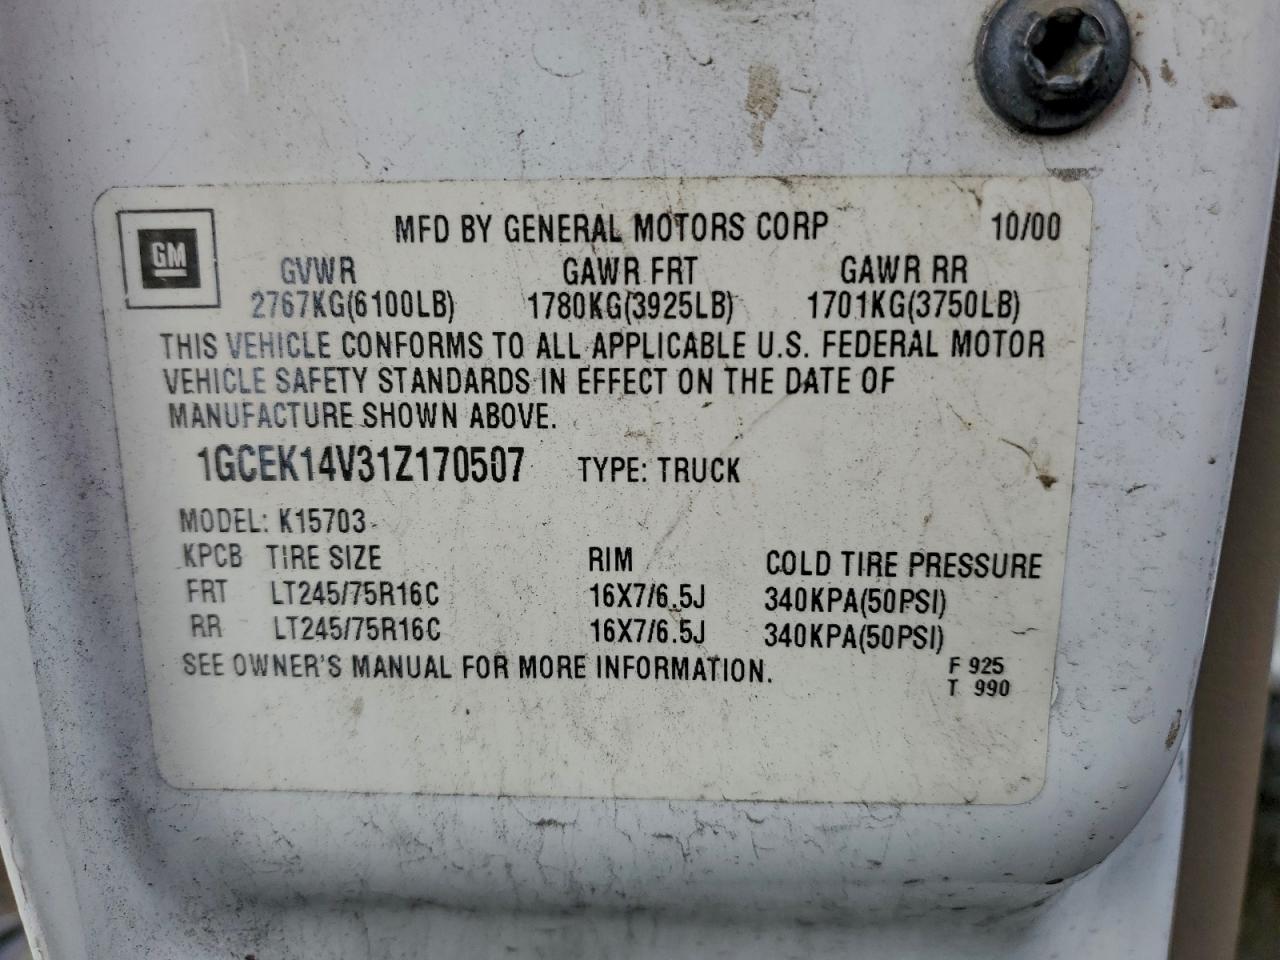 GM
MFD BY GENERAL MOTORS CORP 10/00
GVWR GAWR FRT GAWR RR
2767KG(6100LB) 1780KG(3925LB) 1701KG(3750LB)
THIS VEHICLE CONFORMS TO ALL APPLICABLE U.S. FEDERAL MOTOR
VEHICLE SAFETY STANDARDS IN EFFECT ON THE DATE OF
MANUFACTURE SHOWN ABOVE.
1GCEK14V31Z170507 TYPE: TRUCK
MODEL: K15703
KPCB TIRE SIZE RIM COLD TIRE PRESSURE
FRT LT245/75R16C 16X7/6.5J 340KPA(50PSI)
RR LT245/75R16C 16X7/6.5J 340KPA(50PSI)
SEE OWNER'S MANUAL FOR MORE INFORMATION. F 925
T 990